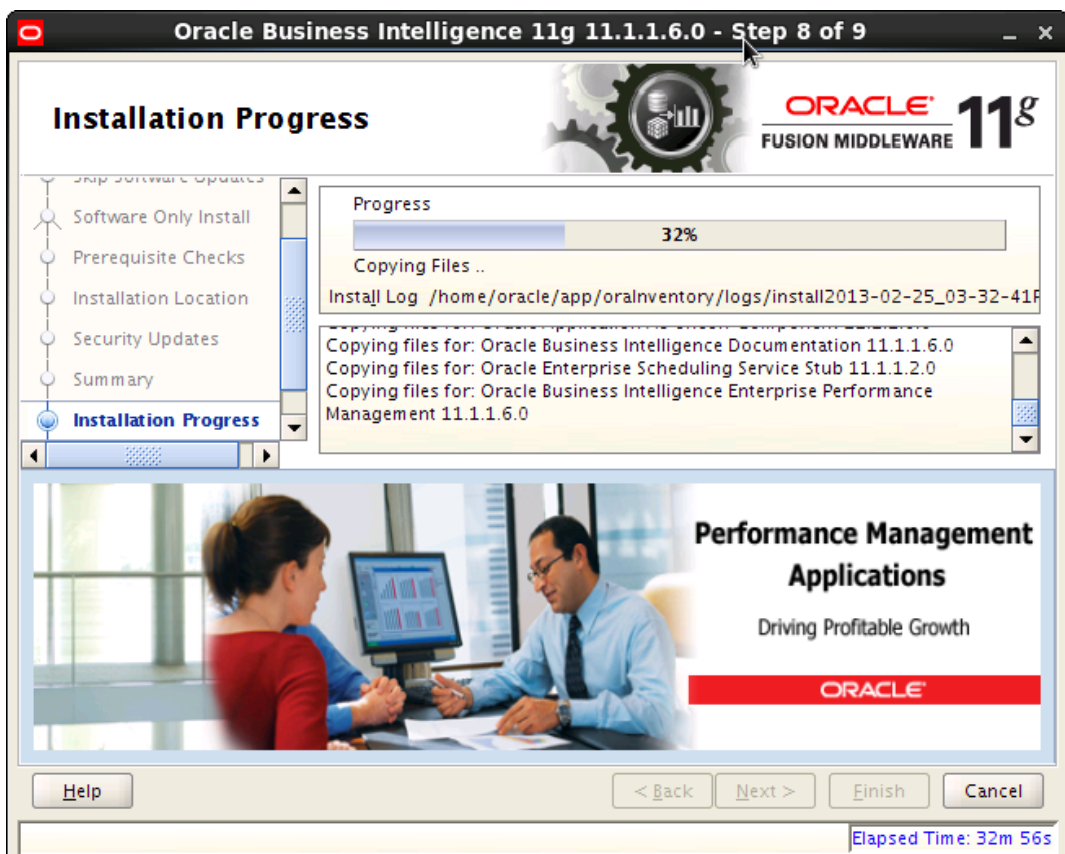 Oracle Business Intelligence 11g 11.1.1.6.0 - Step 8 of 9
Installation Progress
ORACLE
FUSION MIDDLEWARE
11g
Skip Software Updates
Software Only Install
Prerequisite Checks
Installation Location
Security Updates
Summary
Installation Progress
Progress
32%
Copying Files ..
Install Log /home/oracle/app/oraInventory/logs/install2013-02-25_03-32-41P
Copying files for: Oracle Business Intelligence Documentation 11.1.1.6.0
Copying files for: Oracle Enterprise Scheduling Service Stub 11.1.1.2.0
Copying files for: Oracle Business Intelligence Enterprise Performance
Management 11.1.1.6.0
Performance Management
Applications
Driving Profitable Growth
ORACLE
Help
< Back
Next >
Finish
Cancel
Elapsed Time: 32m 56s